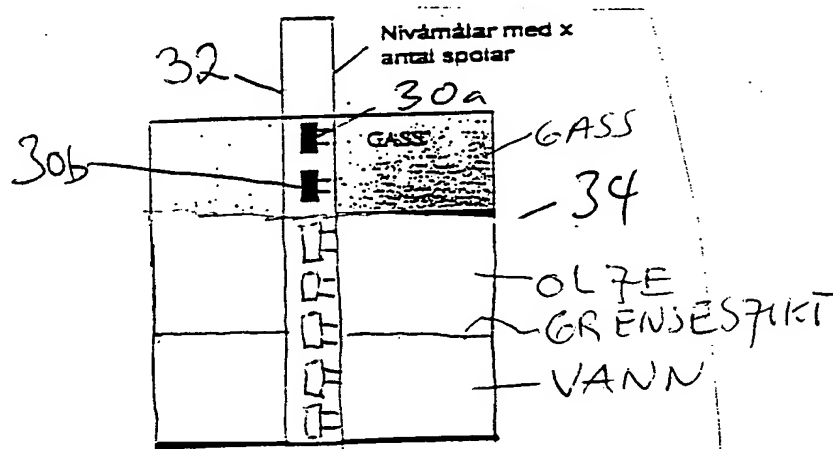 Nivåmålar med x
antal spolar
32
30a
GASS
GASS
30b
34
OLJE
GRENSESJIKT
VANN